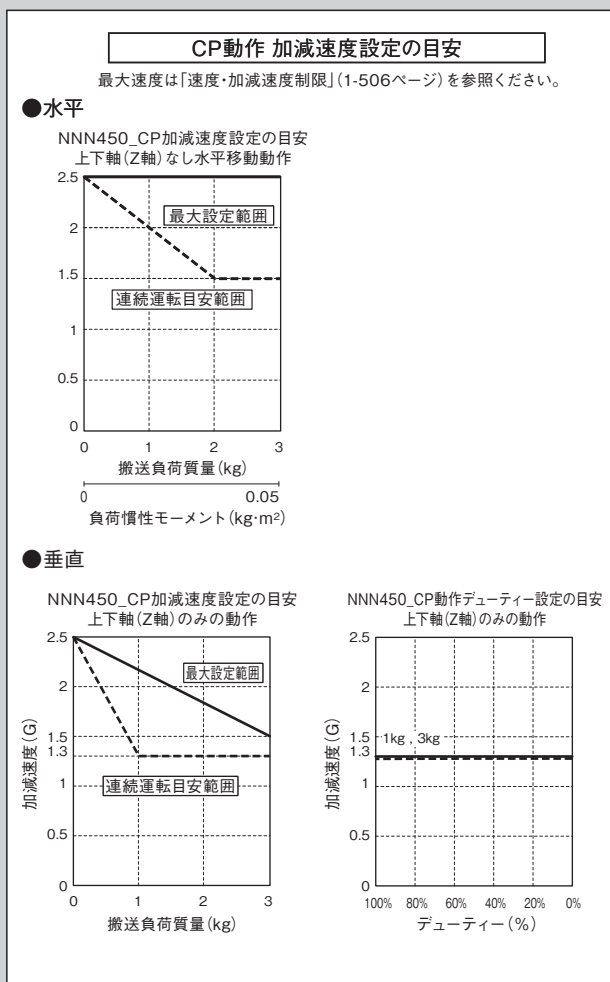 CP動作 加減速度設定の目安
最大速度は「速度・加減速度制限」(1-506ページ)を参照ください。
●水平
NNN450_CP加減速度設定の目安
上下軸(Z軸)なし水平移動動作
2.5
2
1.5
1
0.5
0
最大設定範囲
連続運転目安範囲
0 1 2 3
搬送負荷質量(kg)
0 0.05
負荷慣性モーメント(kg·m²)
●垂直
NNN450_CP加減速度設定の目安
上下軸(Z軸)のみの動作
加減速度(G)
2.5
2
1.5
1.3
1
0.5
0
最大設定範囲
連続運転目安範囲
0 1 2 3
搬送負荷質量(kg)
NNN450_CP動作デューティー設定の目安
上下軸(Z軸)のみの動作
加減速度(G)
2.5
2
1.5
1.3
1
0.5
0
1kg , 3kg
100% 80% 60% 40% 20% 0%
デューティー(%)